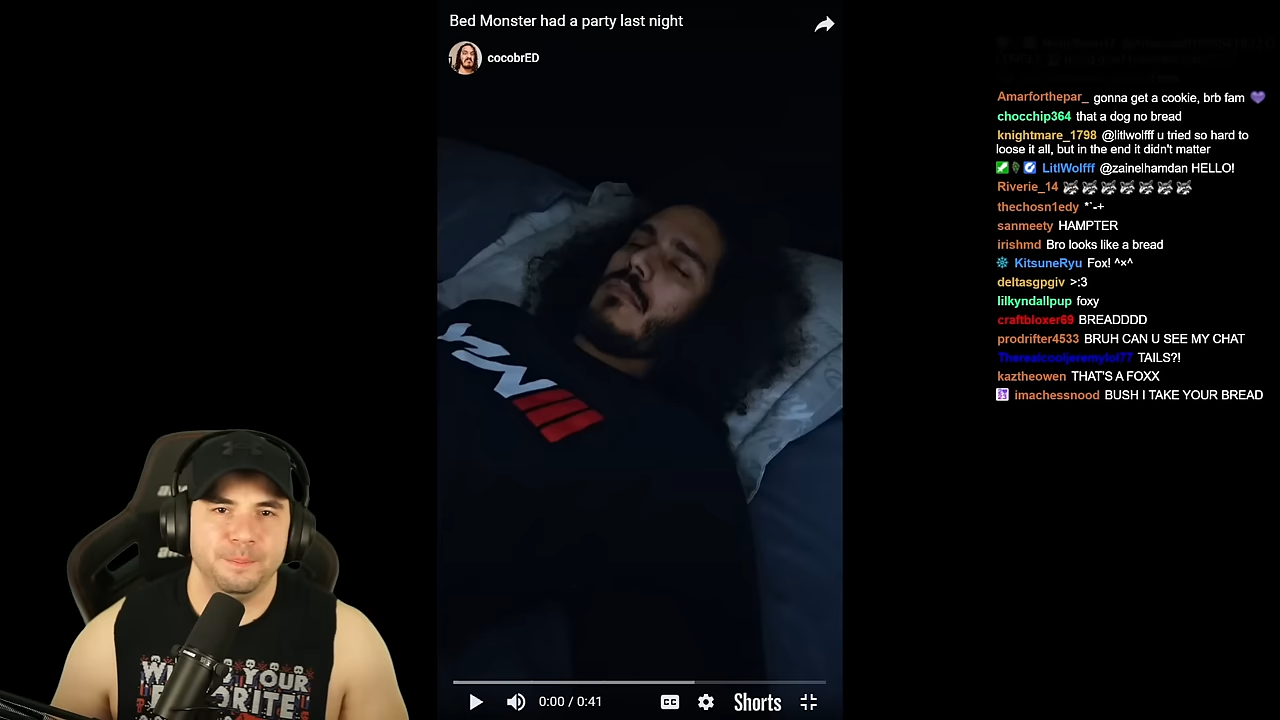 Bed Monster had a party last night
cocobrED
Amarforthepar_ gonna get a cookie, brb fam
chocchip364 that a dog no bread
knightmare_1798 @litlwolfff u tried so hard to
loose it all, but in the end it didn't matter
LitlWolfff @zainelhamdan HELLO!
Riverie_14
thechosn1edy *`-+
sanmeety HAMPTER
irishmd Bro looks like a bread
KitsuneRyu Fox! ^×^
deltasgpgiv >:3
lilkyndallpup foxy
craftbloxer69 BREADDDD
prodrifter4533 BRUH CAN U SEE MY CHAT
Therealcooljeremylol77 TAILS?!
kaztheowen THAT'S A FOXX
imachessnood BUSH I TAKE YOUR BREAD
YOUR
0:00 / 0:41
CC
Shorts